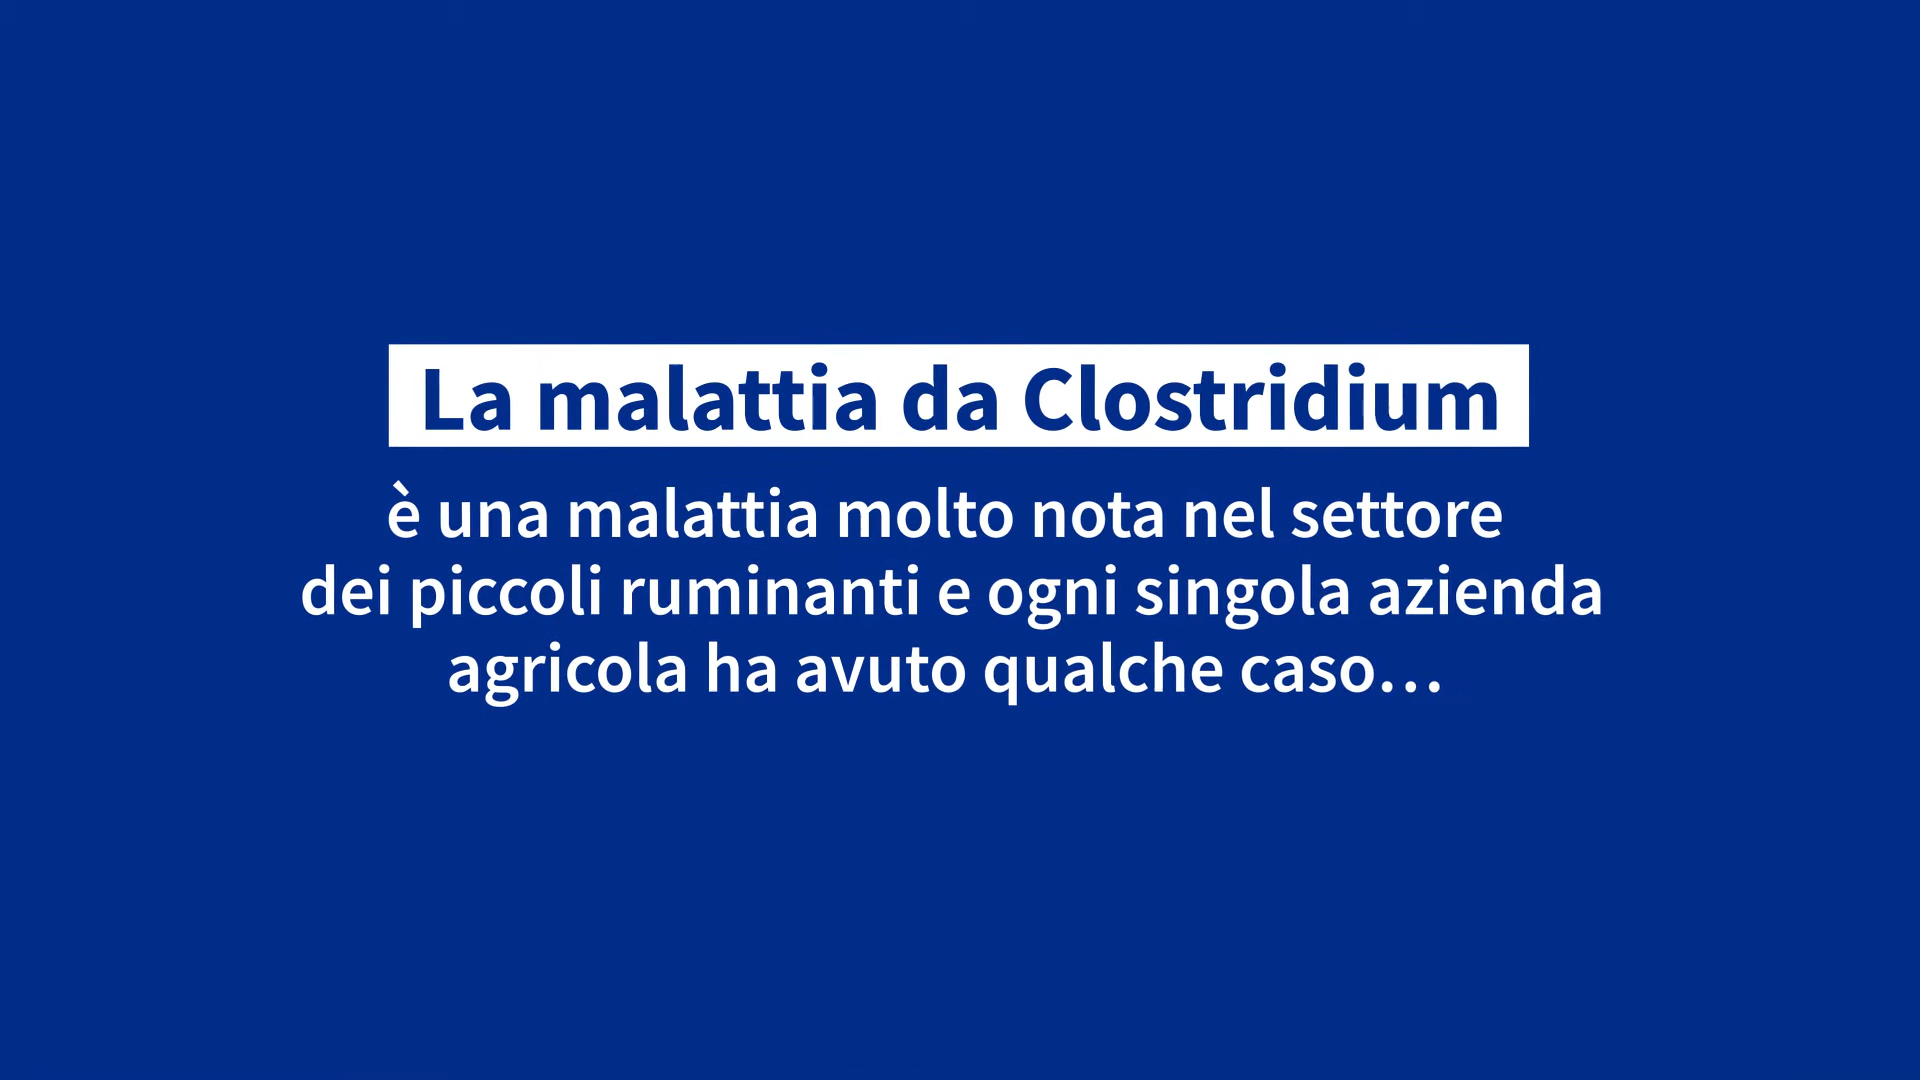 La malattia da Clostridium
è una malattia molto nota nel settore
dei piccoli ruminanti e ogni singola azienda
agricola ha avuto qualche caso…